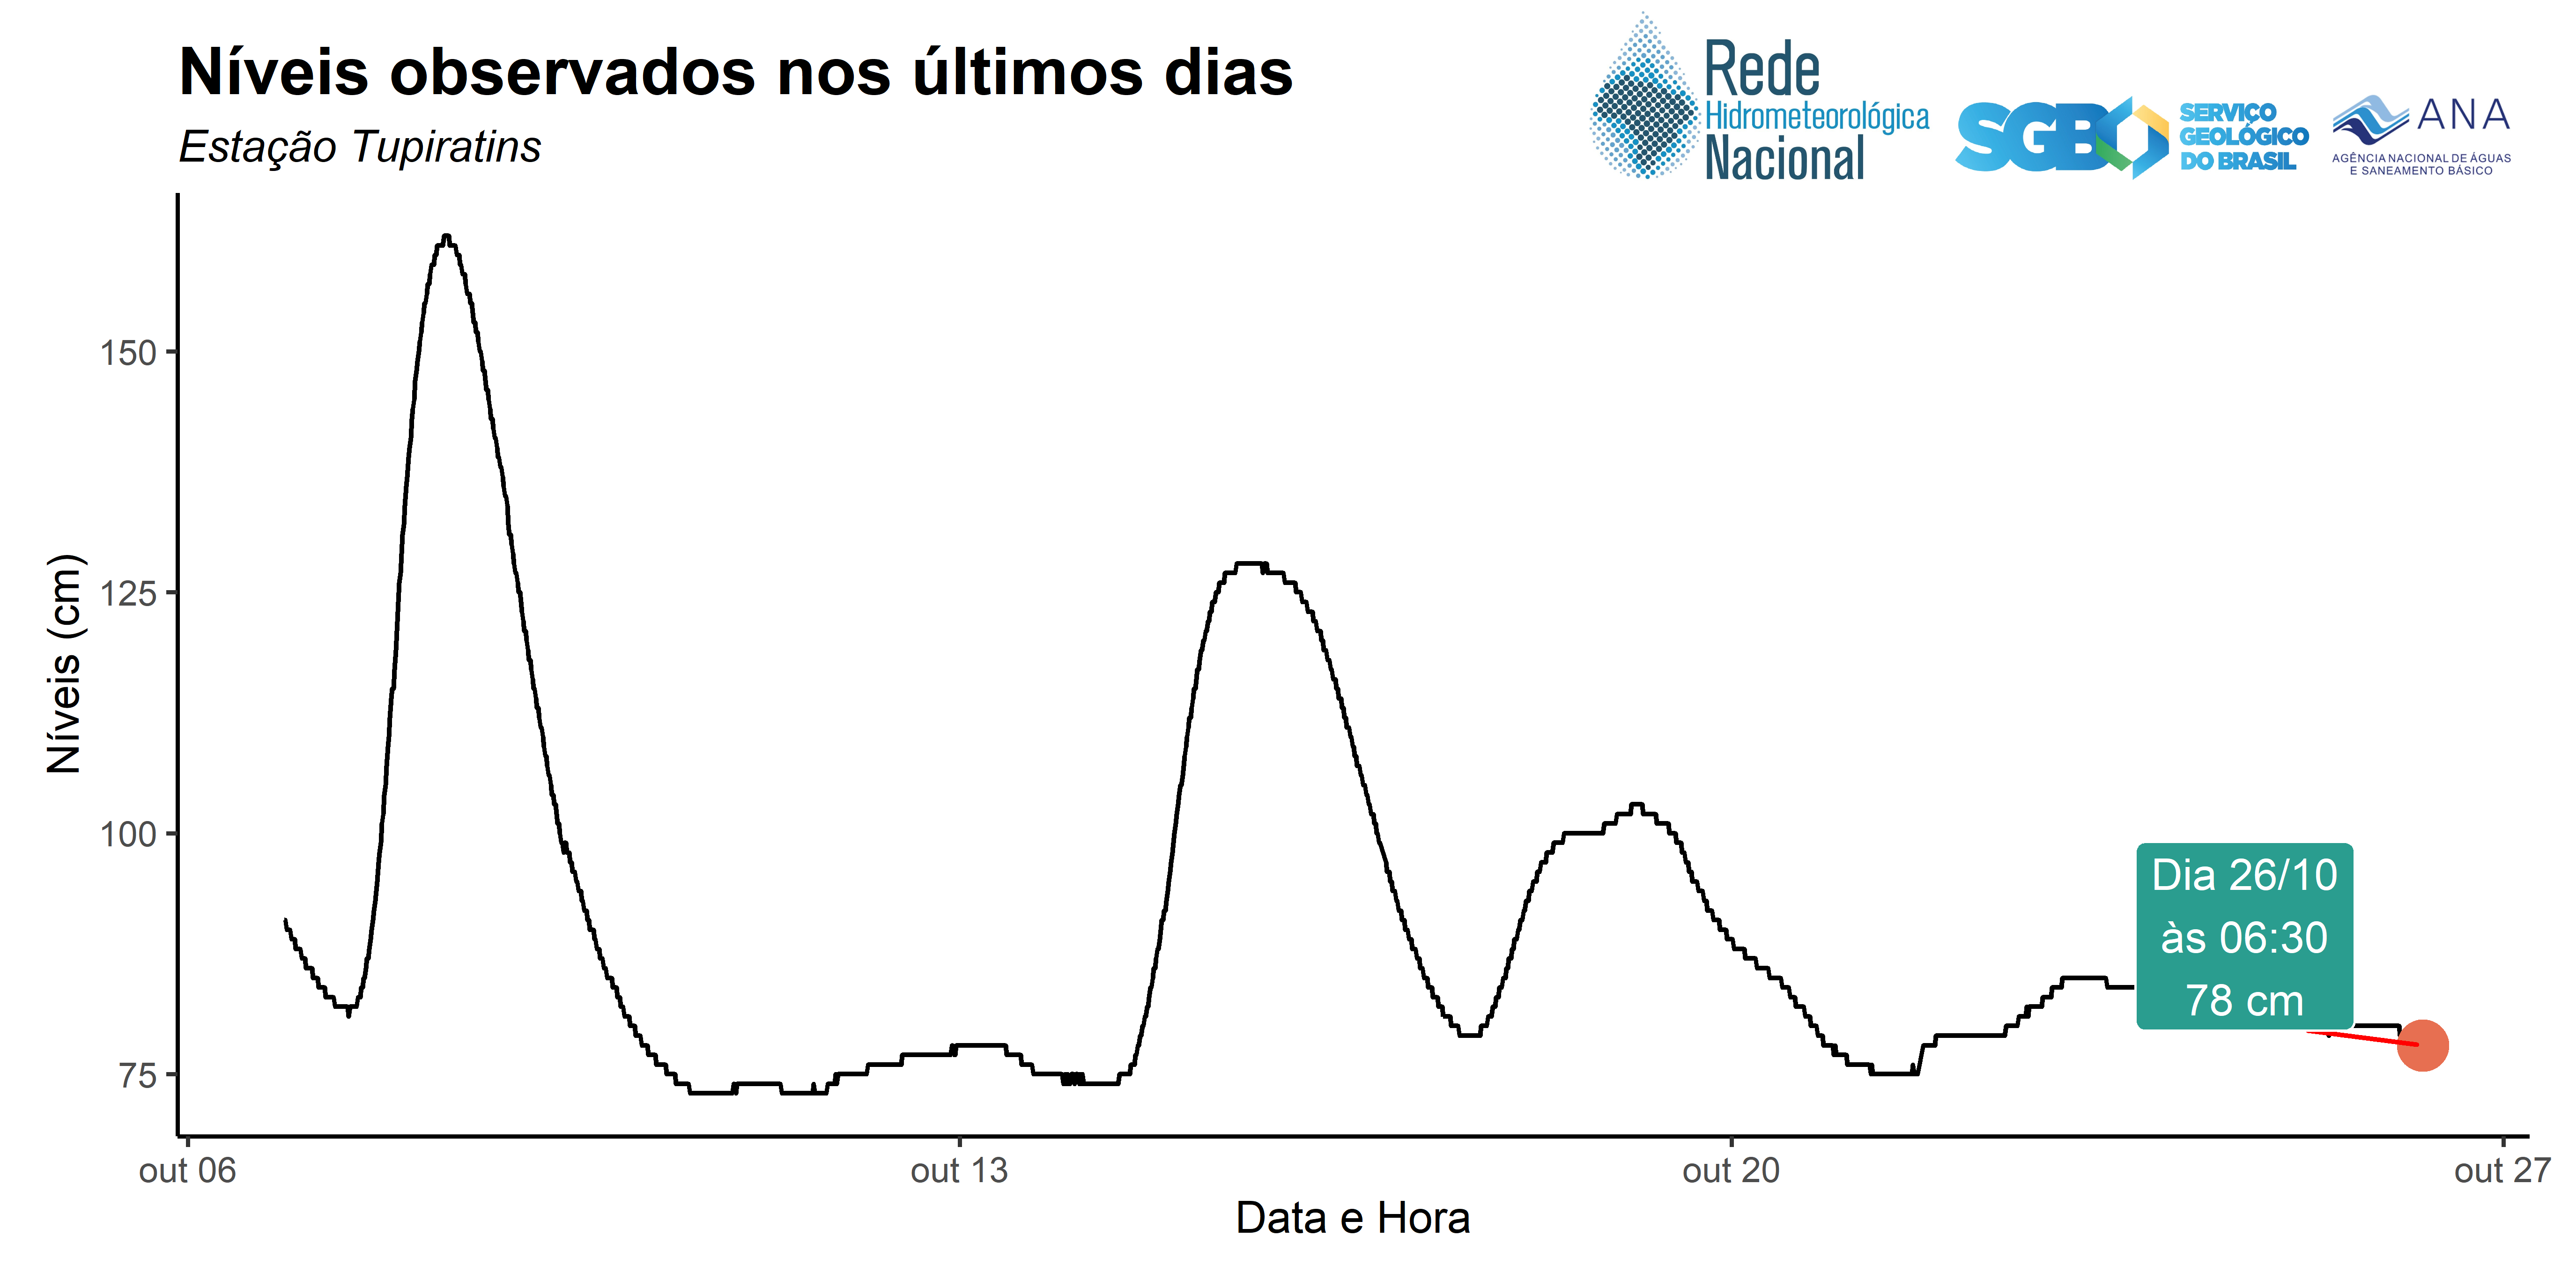 Níveis observados nos últimos dias
Estação Tupiratins
Rede
Hidrometeorológica
Nacional
SGB
SERVIÇO
GEOLÓGICO
DO BRASIL
ANA
AGÊNCIA NACIONAL DE ÁGUAS
E SANEAMENTO BÁSICO
Níveis (cm)
150
125
100
75
Dia 26/10
às 06:30
78 cm
out 06
out 13
out 20
out 27
Data e Hora